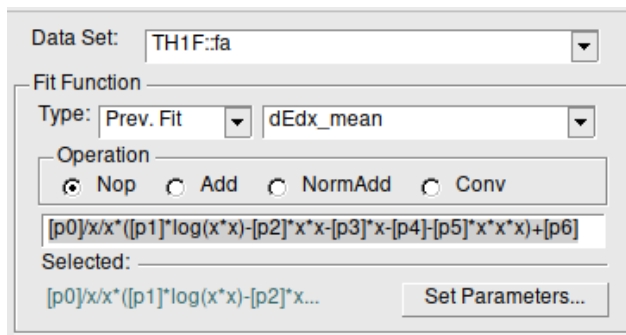 Data Set: TH1F::fa
Fit Function
Type: Prev. Fit dEdx_mean
Operation
Nop Add NormAdd Conv
[p0]/x/x*([p1]*log(x*x)-[p2]*x*x-[p3]*x-[p4]-[p5]*x*x*x)+[p6]
Selected:
[p0]/x/x*([p1]*log(x*x)-[p2]*x... Set Parameters...